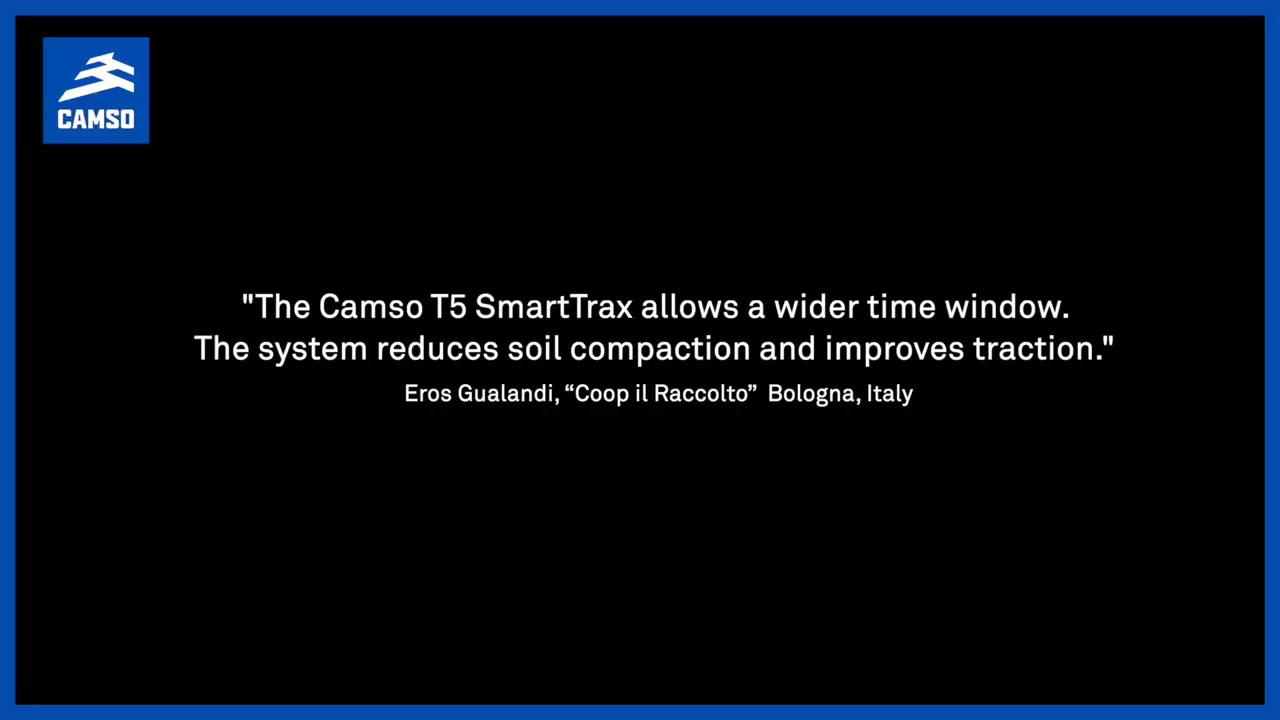 CAMSO
"The Camso T5 SmartTrax allows a wider time window.
The system reduces soil compaction and improves traction."
Eros Gualandi, “Coop il Raccolto”  Bologna, Italy